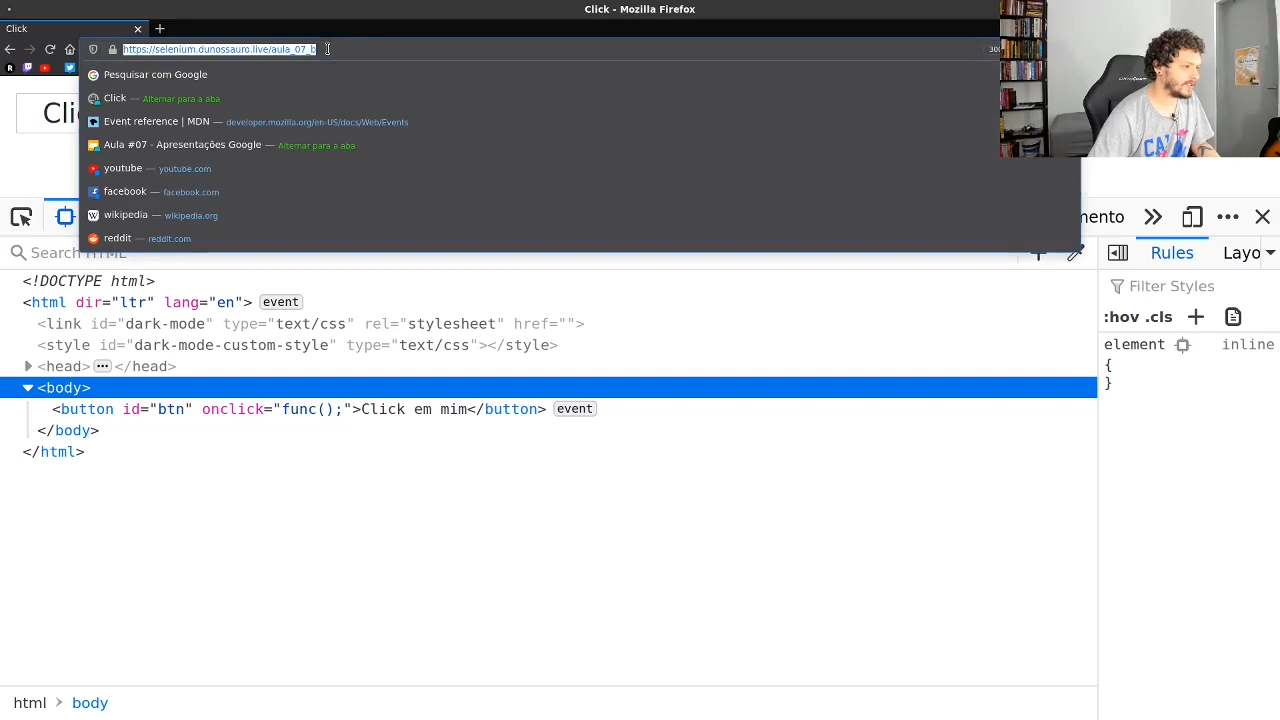 Click - Mozilla Firefox
Click
https://selenium.dunossauro.live/aula_07_b
300
Pesquisar com Google
Click — Alternar para a aba
Event reference | MDN — developer.mozilla.org/en-US/docs/Web/Events
Aula #07 - Apresentações Google — Alternar para a aba
youtube — youtube.com
facebook — facebook.com
wikipedia — wikipedia.org
reddit — reddit.com
Search HTML
Rules
Layo
Filter Styles
<!DOCTYPE html>
<html dir="ltr" lang="en"> event
<link id="dark-mode" type="text/css" rel="stylesheet" href="">
<style id="dark-mode-custom-style" type="text/css"></style>
<head> ••• </head>
<body>
<button id="btn" onclick="func();">Click em mim</button> event
</body>
</html>
:hov .cls +
element inline
{
}
html > body